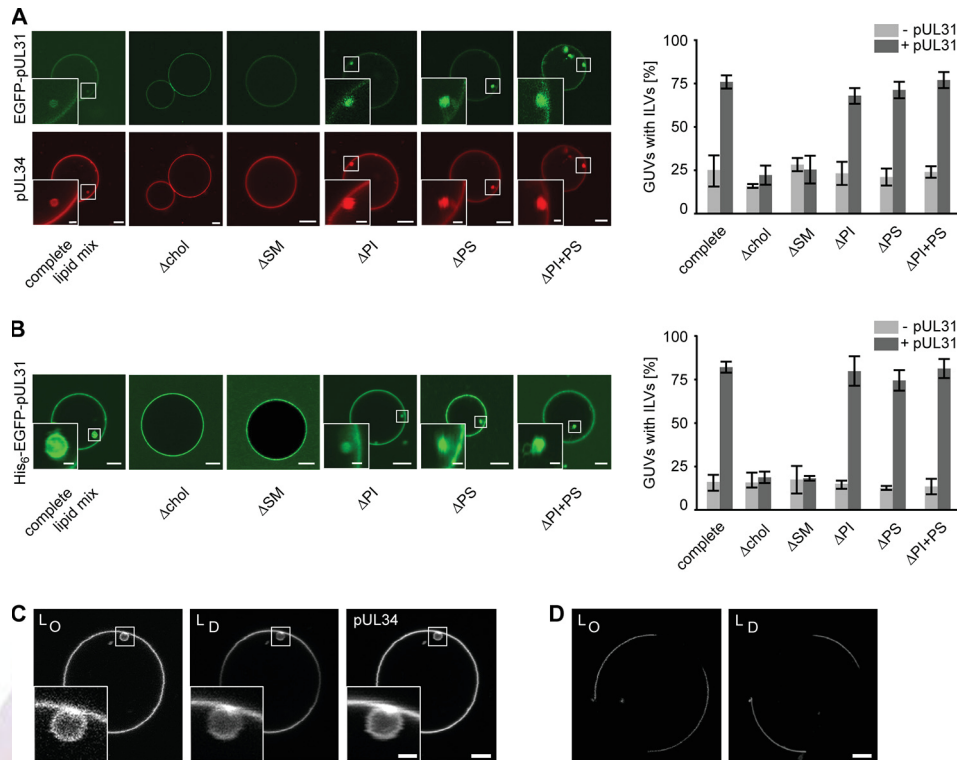 A
EGFP-pUL31
pUL34
complete
lipid mix
Δchol
ΔSM
ΔPI
ΔPS
ΔPI+PS
- pUL31
+ pUL31
GUVs with ILVs [%]
100
75
50
25
0
complete
Δchol
ΔSM
ΔPI
ΔPS
ΔPI+PS
B
His6-EGFP-pUL31
complete
lipid mix
Δchol
ΔSM
ΔPI
ΔPS
ΔPI+PS
- pUL31
+ pUL31
GUVs with ILVs [%]
100
75
50
25
0
complete
Δchol
ΔSM
ΔPI
ΔPS
ΔPI+PS
C
LO
LD
pUL34
D
LO
LD